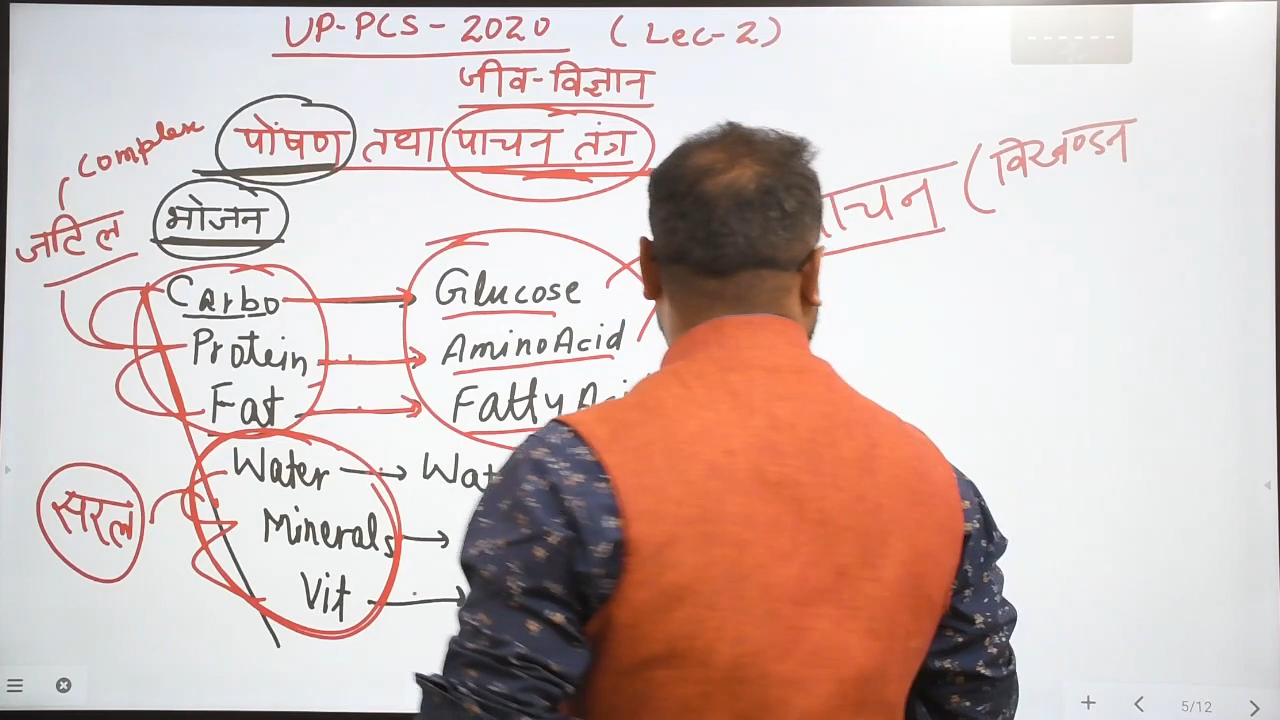 UP-PCS-2020 (Lec-2)
जीव-विज्ञान
complex
पोंषण तथा पाचन तंत्र
पाचन (विखण्डन
जटिल
भोजन
Carbo → Glucose
Protein → AminoAcid
Fat → Fatty Aci
Water → Wat
Minerals →
Vit →
सरल
5/12